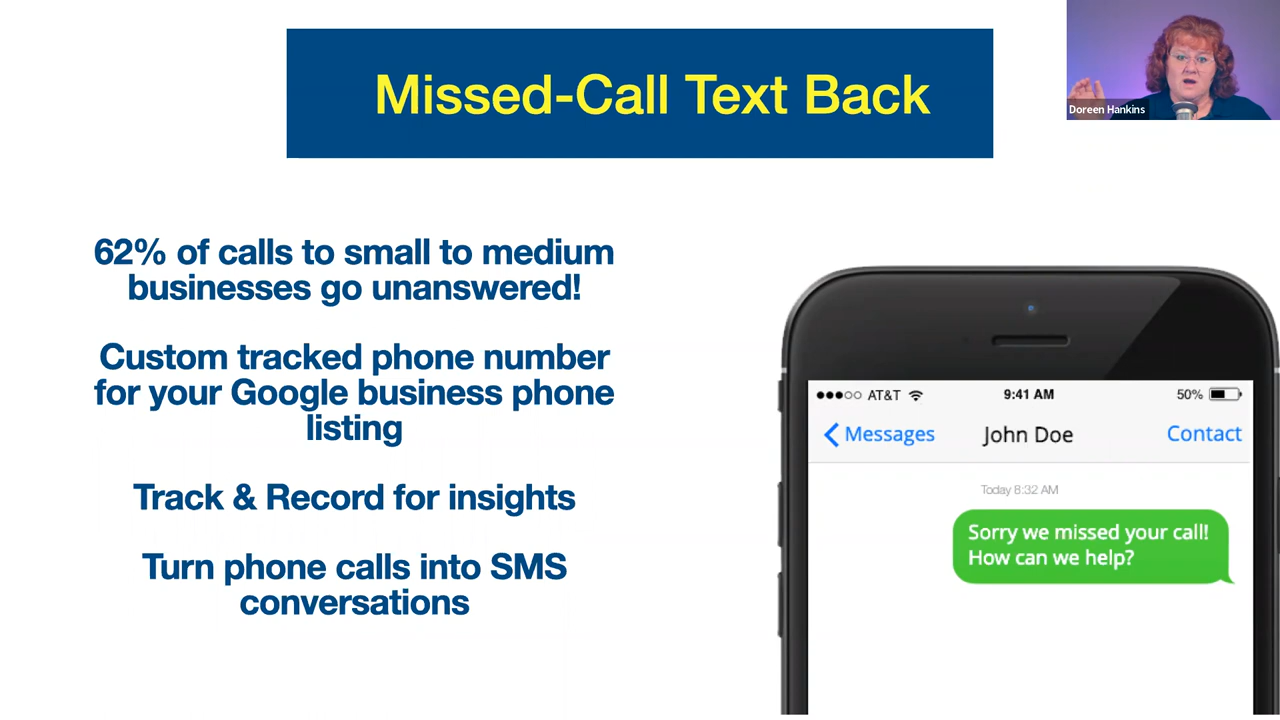 Missed-Call Text Back
Doreen Hankins
62% of calls to small to medium
businesses go unanswered!
Custom tracked phone number
for your Google business phone
listing
Track & Record for insights
Turn phone calls into SMS
conversations
AT&T 9:41 AM 50%
Messages John Doe Contact
Today 8:32 AM
Sorry we missed your call!
How can we help?